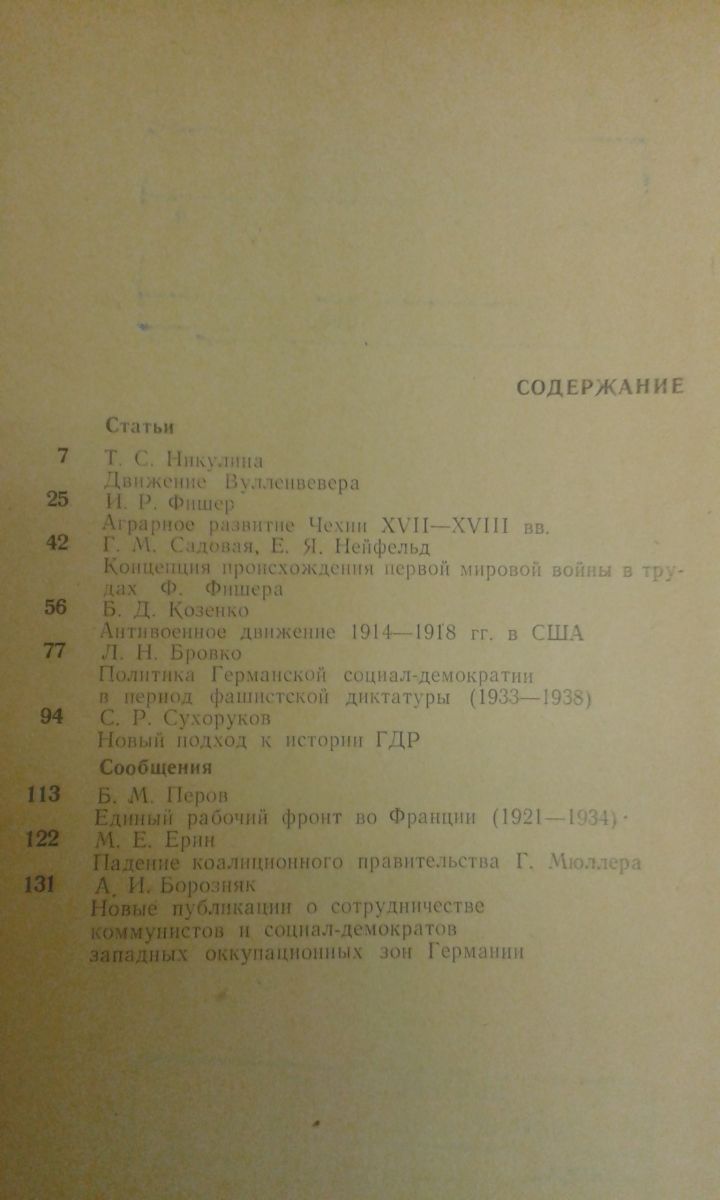 СОДЕРЖАНИЕ
Статьи
7 Т. С. Никулина
Движение Вулленвевера
25 И. Р. Фишер
Аграрное развитие Чехии XVII—XVIII вв.
42 Г. М. Садовая, Е. Я. Нейфельд
Концепция происхождения первой мировой войны в тру-
дах Ф. Фишера
56 Б. Д. Козенко
Антивоенное движение 1914—1918 гг. в США
77 Л. Н. Бровко
Политика Германской социал-демократии
в период фашистской диктатуры (1933—1938)
94 С. Р. Сухоруков
Новый подход к истории ГДР
Сообщения
113 Б. М. Перов
Единый рабочий фронт во Франции (1921—1934)
122 М. Е. Ерин
Падение коалиционного правительства Г. Мюллера
131 А. И. Борозняк
Новые публикации о сотрудничестве
коммунистов и социал-демократов
западных оккупационных зон Германии